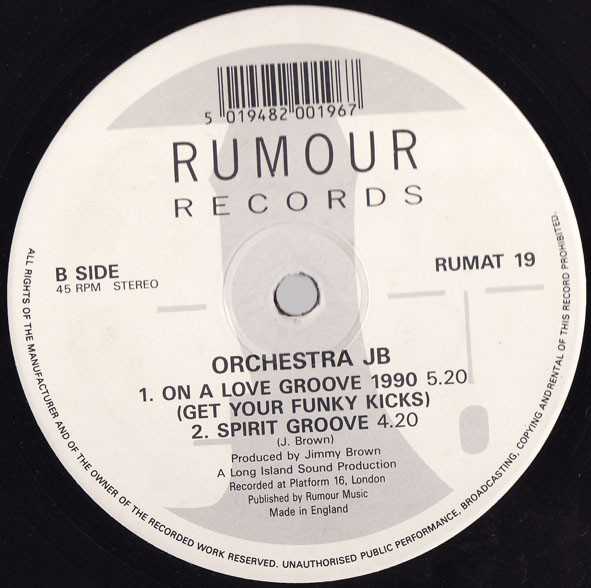 5 019482 001967
RUMOUR
RECORDS
B SIDE
45 RPM STEREO
RUMAT 19
ORCHESTRA JB
1. ON A LOVE GROOVE 1990 5.20
(GET YOUR FUNKY KICKS)
2. SPIRIT GROOVE 4.20
(J. Brown)
Produced by Jimmy Brown
A Long Island Sound Production
Recorded at Platform 16, London
Published by Rumour Music
Made in England
ALL RIGHTS OF THE MANUFACTURER AND OF THE OWNER OF THE RECORDED WORK RESERVED. UNAUTHORISED PUBLIC PERFORMANCE, BROADCASTING, COPYING AND RENTAL OF THIS RECORD PROHIBITED.